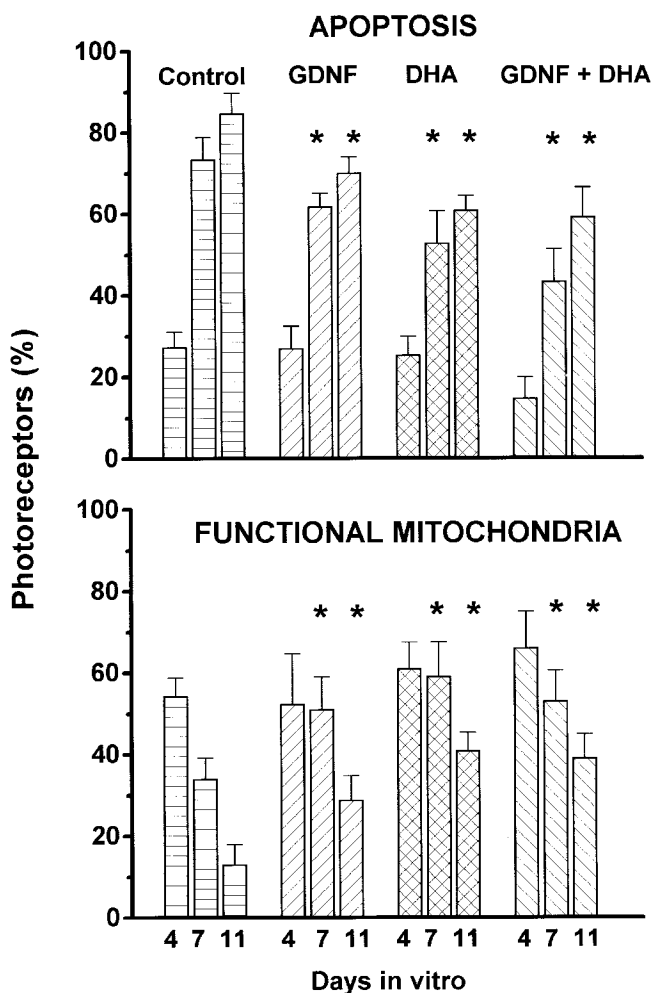 APOPTOSIS
Control GDNF DHA GDNF + DHA
100
80
60
40
20
0
* * * * * *
Photoreceptors (%)
FUNCTIONAL MITOCHONDRIA
100
80
60
40
20
0
* * * * * *
4 7 11 4 7 11 4 7 11 4 7 11
Days in vitro